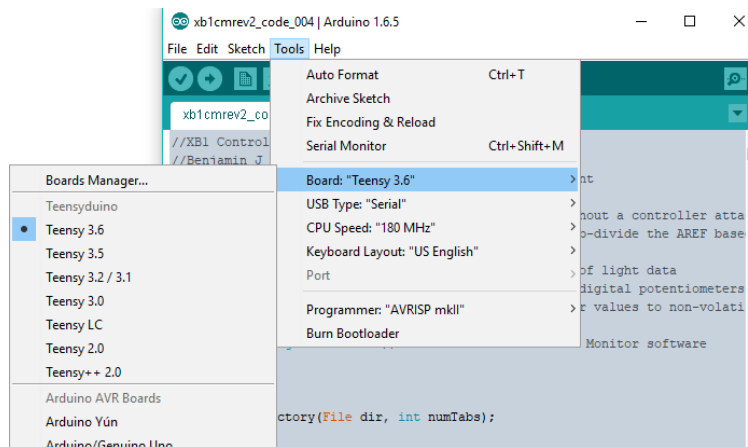 xb1cmrev2_code_004 | Arduino 1.6.5
File Edit Sketch Tools Help
xb1cmrev2_co
//XB1 Control
//Benjamin J
Auto Format Ctrl+T
Archive Sketch
Fix Encoding & Reload
Serial Monitor Ctrl+Shift+M
Board: "Teensy 3.6"
USB Type: "Serial"
CPU Speed: "180 MHz"
Keyboard Layout: "US English"
Port
Programmer: "AVRISP mkII"
Burn Bootloader
Boards Manager...
Teensyduino
Teensy 3.6
Teensy 3.5
Teensy 3.2 / 3.1
Teensy 3.0
Teensy LC
Teensy 2.0
Teensy++ 2.0
Arduino AVR Boards
Arduino Yún
Arduino/Genuino Uno
nt
hout a controller atta
o-divide the AREF base
of light data
digital potentiometers
r values to non-volati
Monitor software
ctory(File dir, int numTabs);